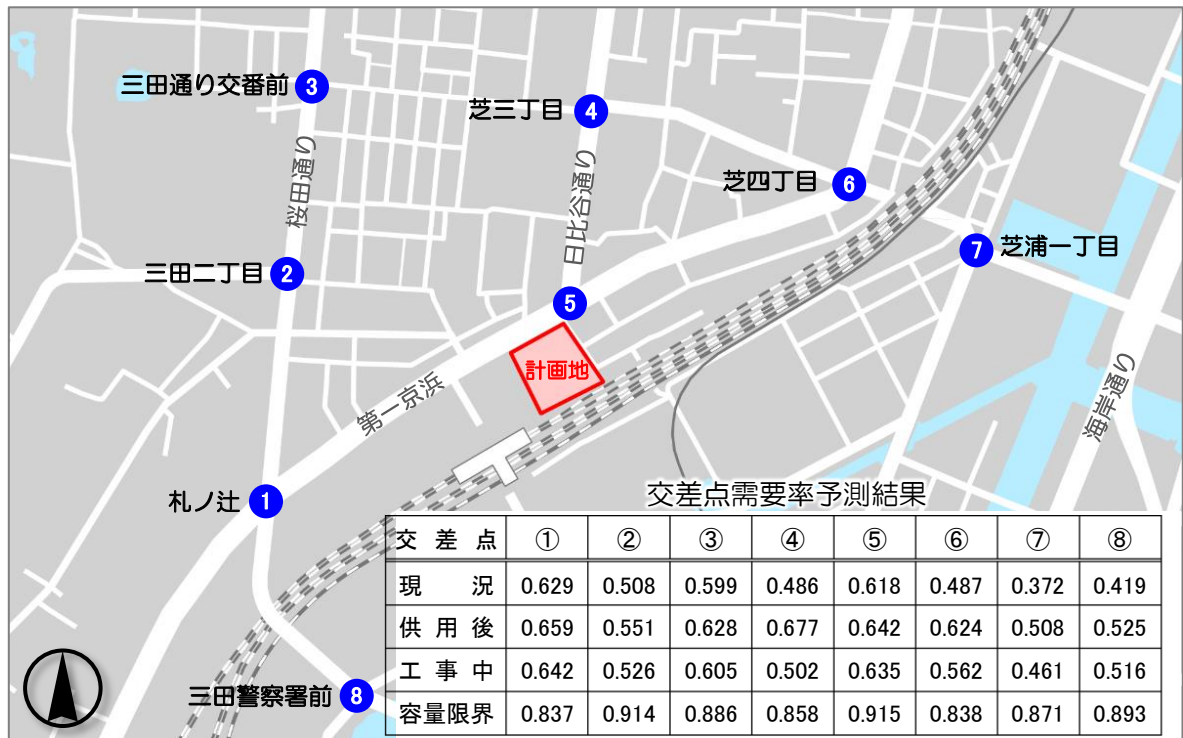 三田通り交番前 3
芝三丁目 4
桜田通り
日比谷通り
芝四丁目 6
7 芝浦一丁目
三田二丁目 2
5
計画地
第一京浜
海岸通り
札ノ辻 1
三田警察署前 8
交差点需要率予測結果
交差点 ① ② ③ ④ ⑤ ⑥ ⑦ ⑧
現況 0.629 0.508 0.599 0.486 0.618 0.487 0.372 0.419
供用後 0.659 0.551 0.628 0.677 0.642 0.624 0.508 0.525
工事中 0.642 0.526 0.605 0.502 0.635 0.562 0.461 0.516
容量限界 0.837 0.914 0.886 0.858 0.915 0.838 0.871 0.893